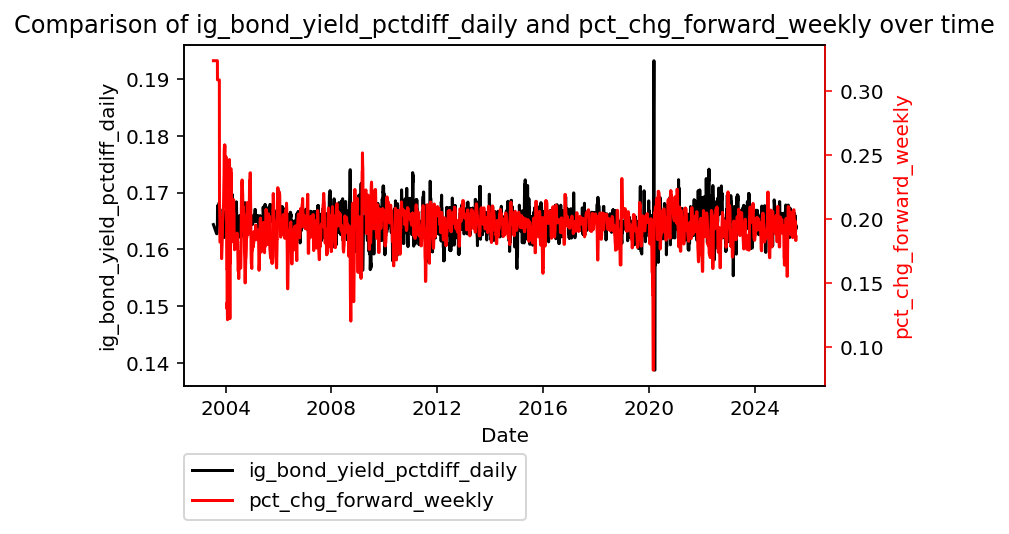 Comparison of ig_bond_yield_pctdiff_daily and pct_chg_forward_weekly over time
ig_bond_yield_pctdiff_daily
0.19
0.18
0.17
0.16
0.15
0.14
0.30
0.25
0.20
0.15
0.10
pct_chg_forward_weekly
2004 2008 2012 2016 2020 2024
Date
ig_bond_yield_pctdiff_daily
pct_chg_forward_weekly